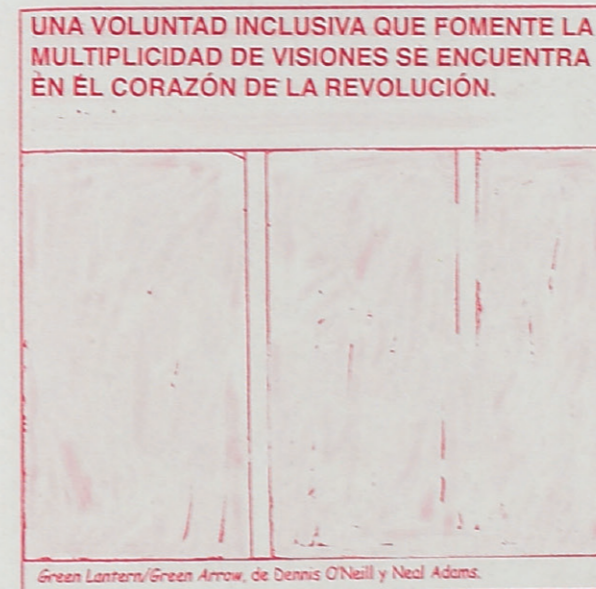 UNA VOLUNTAD INCLUSIVA QUE FOMENTE LA
MULTIPLICIDAD DE VISIONES SE ENCUENTRA
EN EL CORAZÓN DE LA REVOLUCIÓN.
Green Lantern/Green Arrow, de Dennis O'Neill y Neal Adams.